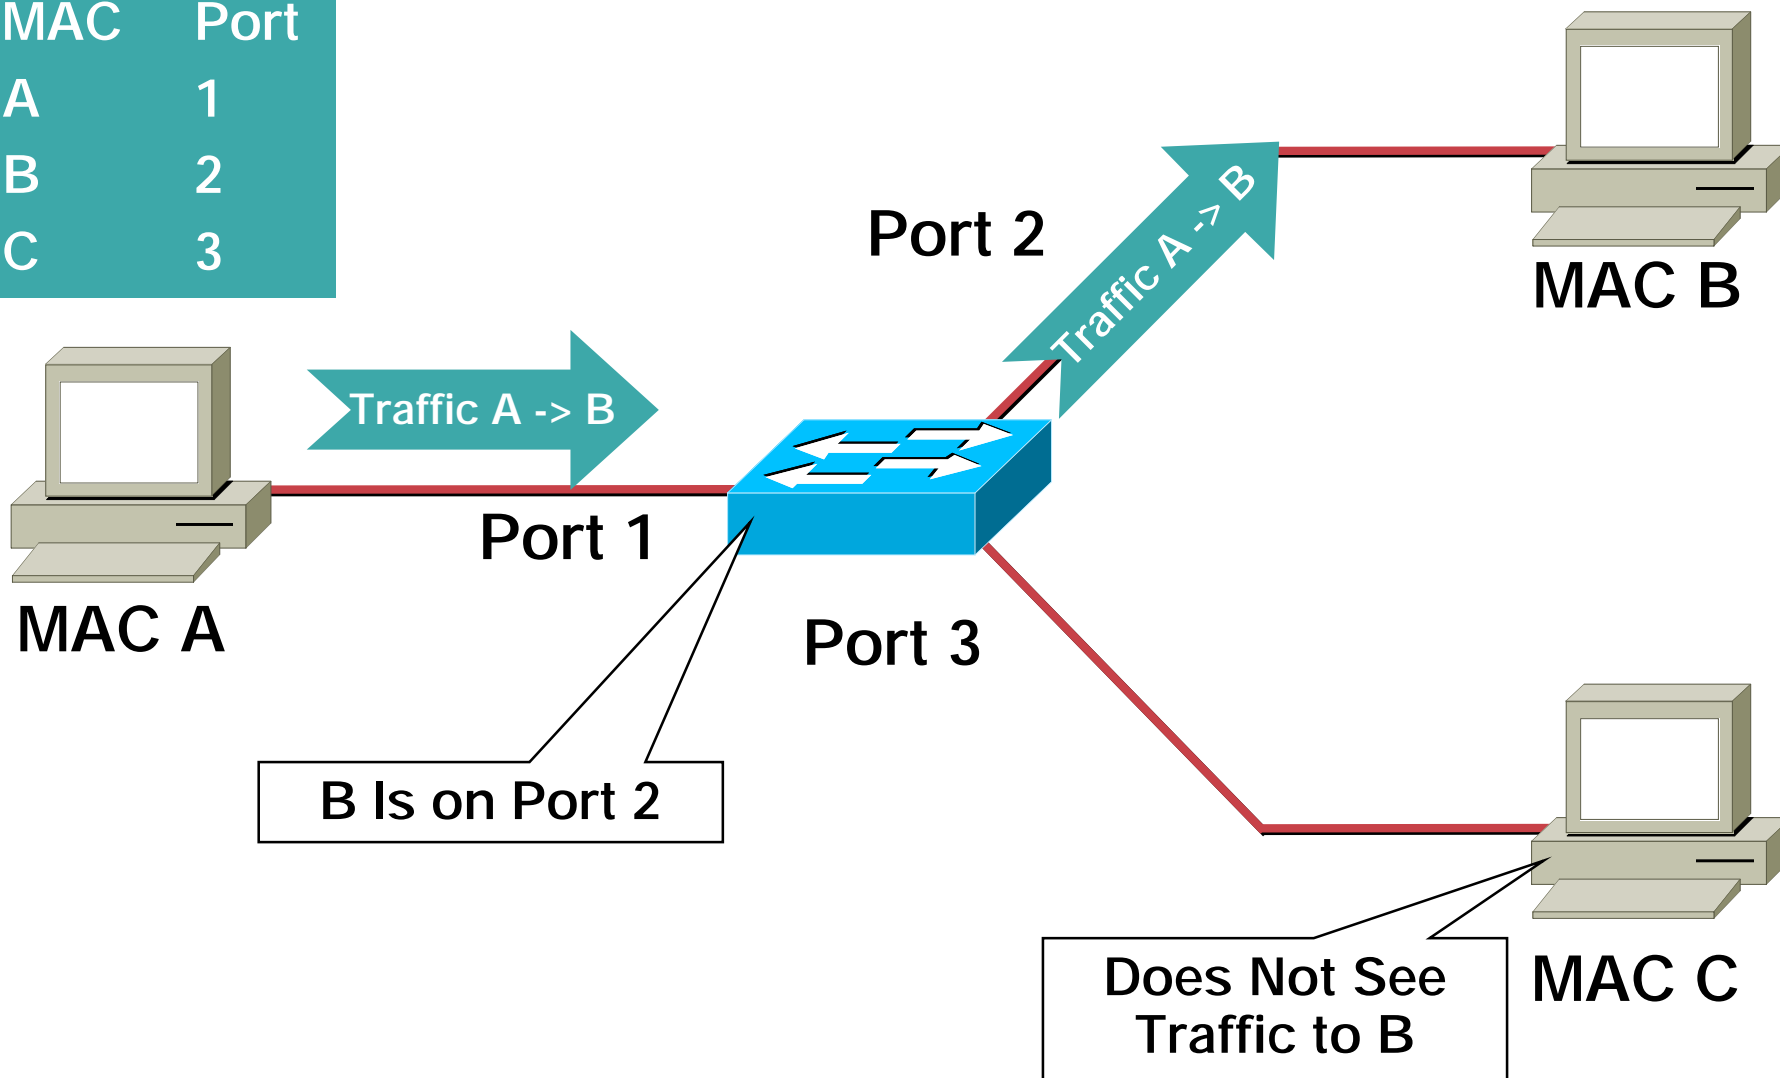 MAC Port
A 1
B 2
C 3
Port 2
Traffic A -> B
MAC B
Traffic A -> B
Port 1
MAC A
Port 3
B Is on Port 2
Does Not See
Traffic to B
MAC C